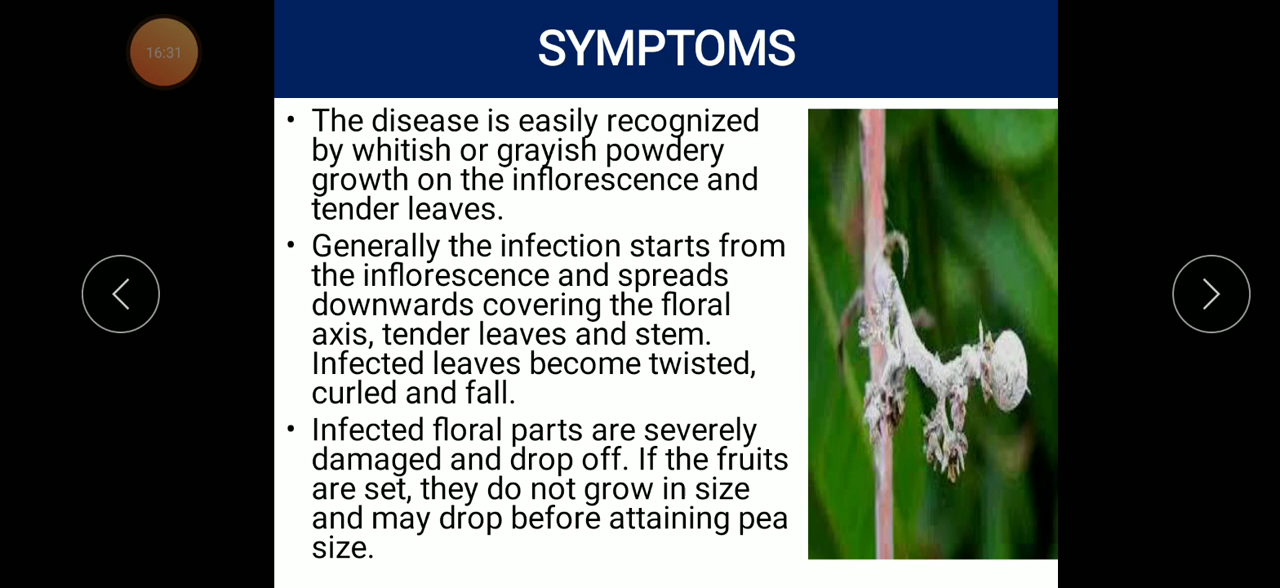 16:31
SYMPTOMS
• The disease is easily recognized
by whitish or grayish powdery
growth on the inflorescence and
tender leaves.
• Generally the infection starts from
the inflorescence and spreads
downwards covering the floral
axis, tender leaves and stem.
Infected leaves become twisted,
curled and fall.
• Infected floral parts are severely
damaged and drop off. If the fruits
are set, they do not grow in size
and may drop before attaining pea
size.